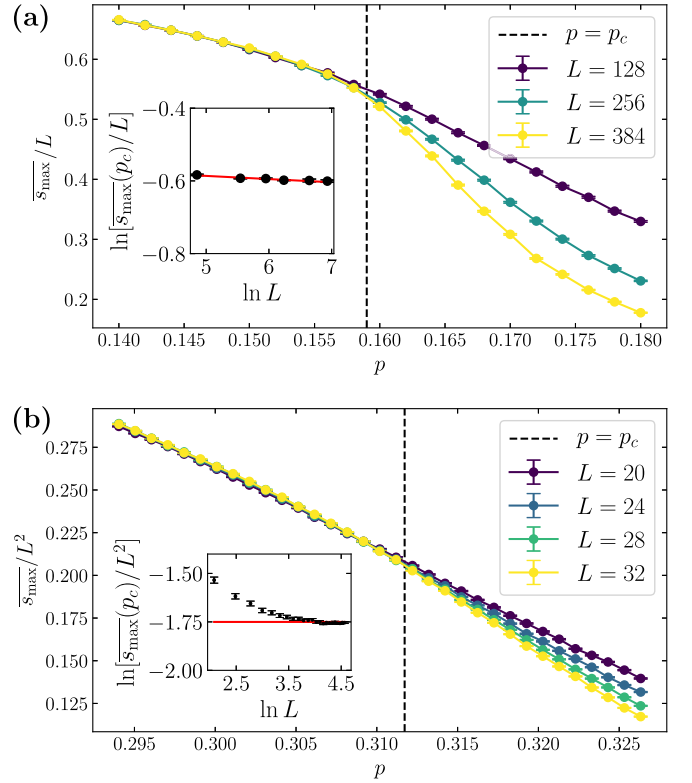 (a)
0.6
0.5
0.4
0.3
0.2
s_max/L
p = p_c
L = 128
L = 256
L = 384
−0.4
−0.6
−0.8
ln[s_max(p_c)/L]
5
6
7
ln L
0.140
0.145
0.150
0.155
0.160
0.165
0.170
0.175
0.180
p
(b)
0.275
0.250
0.225
0.200
0.175
0.150
0.125
s_max/L²
p = p_c
L = 20
L = 24
L = 28
L = 32
−1.50
−1.75
−2.00
ln[s_max(p_c)/L²]
2.5
3.5
4.5
ln L
0.295
0.300
0.305
0.310
0.315
0.320
0.325
p